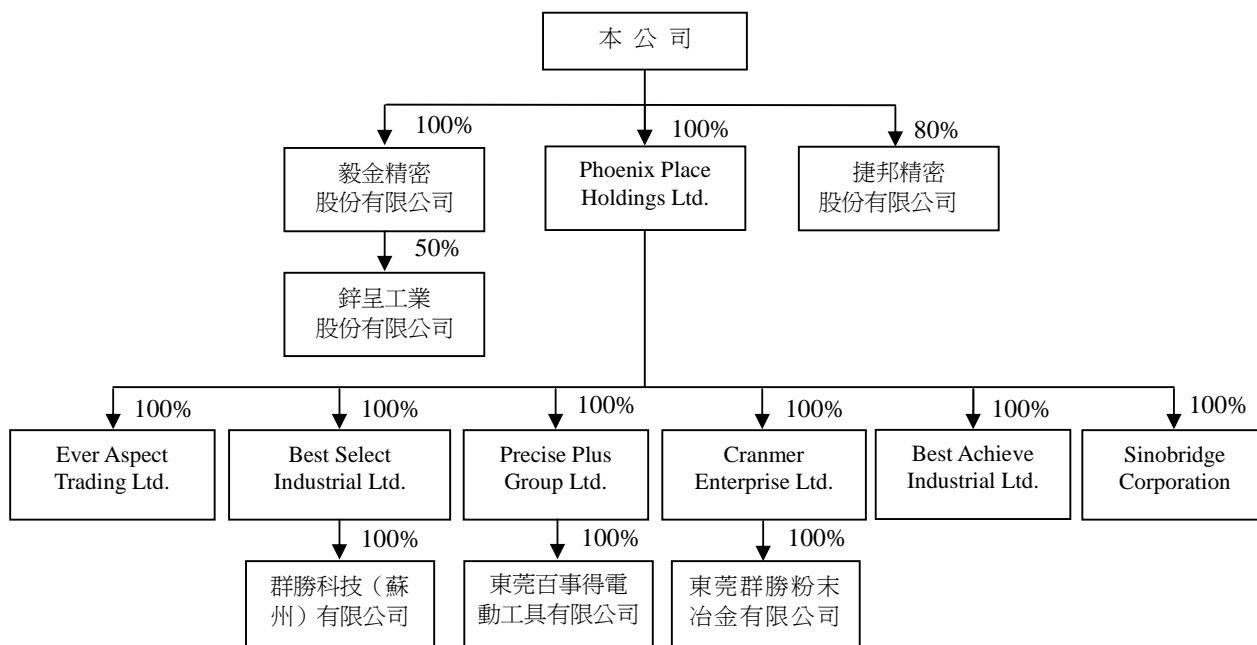 本 公 司
100%
100%
80%
毅金精密
股份有限公司
Phoenix Place
Holdings Ltd.
捷邦精密
股份有限公司
50%
鋅呈工業
股份有限公司
100%
100%
100%
100%
100%
100%
Ever Aspect
Trading Ltd.
Best Select
Industrial Ltd.
Precise Plus
Group Ltd.
Cranmer
Enterprise Ltd.
Best Achieve
Industrial Ltd.
Sinobridge
Corporation
100%
100%
100%
群勝科技（蘇
州）有限公司
東莞百事得電
動工具有限公司
東莞群勝粉末
冶金有限公司